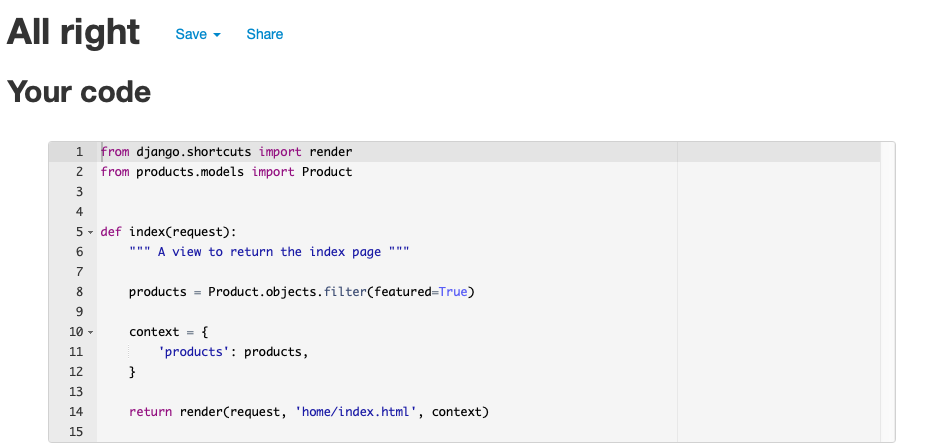 All right Save Share
Your code
1 from django.shortcuts import render
2 from products.models import Product
3
4
5 def index(request):
6     """ A view to return the index page """
7
8     products = Product.objects.filter(featured=True)
9
10     context = {
11         'products': products,
12     }
13
14     return render(request, 'home/index.html', context)
15